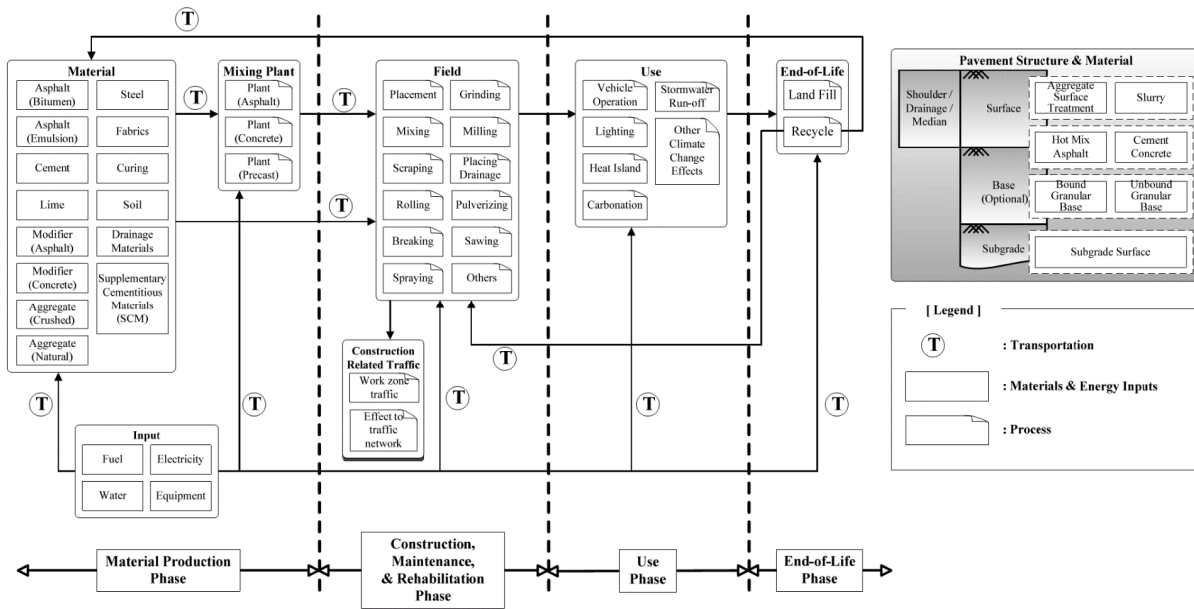 T
Material
Asphalt
(Bitumen)
Steel
Asphalt
(Emulsion)
Fabrics
Cement
Curing
Lime
Soil
Modifier
(Asphalt)
Drainage
Materials
Modifier
(Concrete)
Supplementary
Cementitious
Materials
(SCM)
Aggregate
(Crushed)
Aggregate
(Natural)
T
T
Mixing Plant
Plant
(Asphalt)
Plant
(Concrete)
Plant
(Precast)
T
Field
Placement
Grinding
Mixing
Milling
Scraping
Placing
Drainage
Rolling
Pulverizing
Breaking
Sawing
Spraying
Others
Use
Vehicle
Operation
Stormwater
Run-off
Lighting
Other
Climate
Change
Effects
Heat Island
Carbonation
End-of-Life
Land Fill
Recycle
Construction
Related Traffic
Work zone
traffic
Effect to
traffic
network
T
T
T
T
T
T
Input
Fuel
Electricity
Water
Equipment
Material Production
Phase
Construction,
Maintenance,
& Rehabilitation
Phase
Use
Phase
End-of-Life
Phase
Pavement Structure & Material
Shoulder /
Drainage /
Median
Surface
Aggregate
Surface
Treatment
Slurry
Hot Mix
Asphalt
Cement
Concrete
Base
(Optional)
Bound
Granular
Base
Unbound
Granular
Base
Subgrade
Subgrade Surface
[ Legend ]
T
: Transportation
: Materials & Energy Inputs
: Process